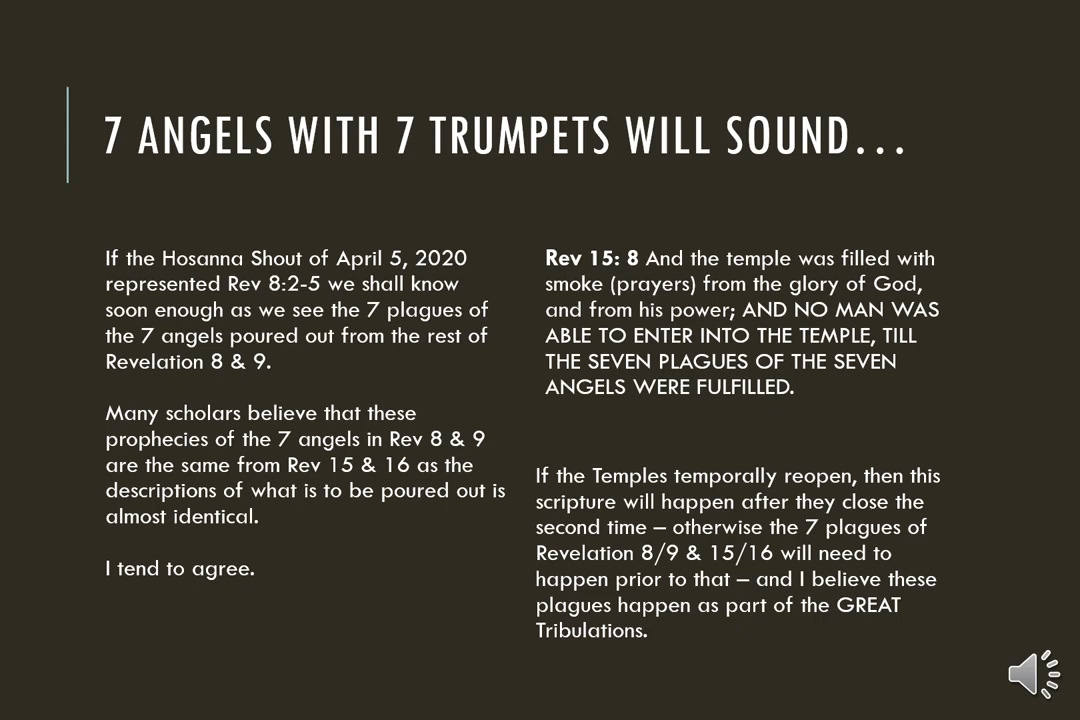 7 ANGELS WITH 7 TRUMPETS WILL SOUND...
If the Hosanna Shout of April 5, 2020
represented Rev 8:2-5 we shall know
soon enough as we see the 7 plagues of
the 7 angels poured out from the rest of
Revelation 8 & 9.
Many scholars believe that these
prophecies of the 7 angels in Rev 8 & 9
are the same from Rev 15 & 16 as the
descriptions of what is to be poured out is
almost identical.
I tend to agree.
Rev 15: 8 And the temple was filled with
smoke (prayers) from the glory of God,
and from his power; AND NO MAN WAS
ABLE TO ENTER INTO THE TEMPLE, TILL
THE SEVEN PLAGUES OF THE SEVEN
ANGELS WERE FULFILLED.
If the Temples temporally reopen, then this
scripture will happen after they close the
second time – otherwise the 7 plagues of
Revelation 8/9 & 15/16 will need to
happen prior to that – and I believe these
plagues happen as part of the GREAT
Tribulations.